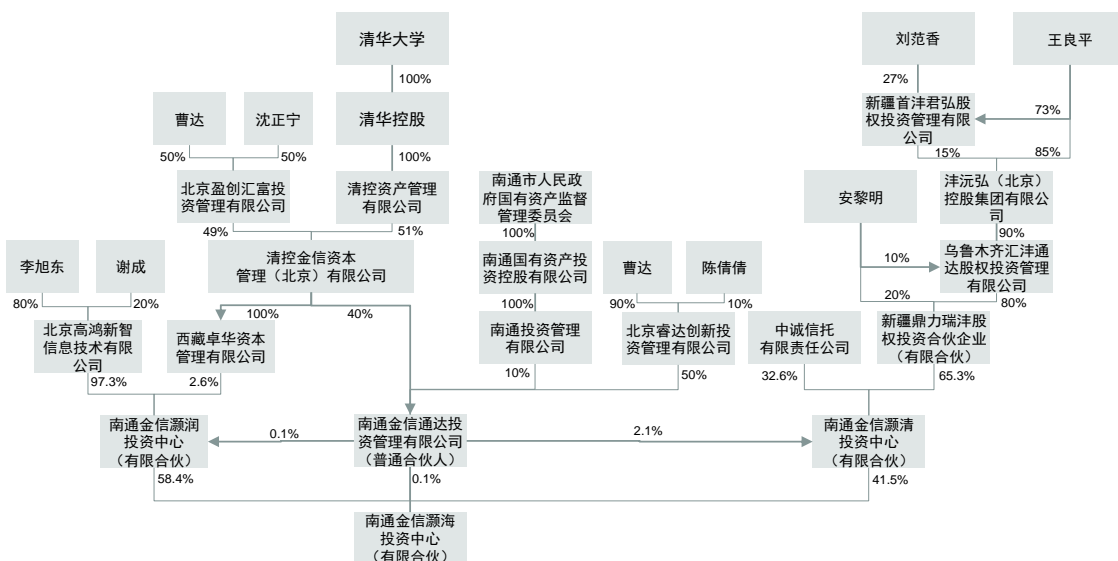 清华大学
刘范香
王良平
100%
27%
曹达
沈正宁
清华控股
新疆首沣君弘股
权投资管理有限
公司
73%
50%
50%
100%
15%
85%
北京盈创汇富投
资管理有限公司
清控资产管理
有限公司
南通市人民政
府国有资产监督
管理委员会
安黎明
沣沅弘（北京）
控股集团有限公
司
49%
51%
100%
90%
李旭东
谢成
清控金信资本
管理（北京）有限公司
南通国有资产投
资控股有限公司
曹达
陈倩倩
10%
乌鲁木齐汇沣通
达股权投资管理
有限公司
80%
20%
100%
40%
100%
90%
10%
20%
80%
北京高鸿新智
信息技术有限公
司
西藏卓华资本
管理有限公司
南通投资管理
有限公司
北京睿达创新投
资管理有限公司
中诚信托
有限责任公司
新疆鼎力瑞沣股
权投资合伙企业
（有限合伙）
97.3%
2.6%
10%
50%
32.6%
65.3%
南通金信灏润
投资中心
（有限合伙）
0.1%
南通金信通达投
资管理有限公司
（普通合伙人）
2.1%
南通金信灏清
投资中心
（有限合伙）
58.4%
0.1%
41.5%
南通金信灏海
投资中心
（有限合伙）